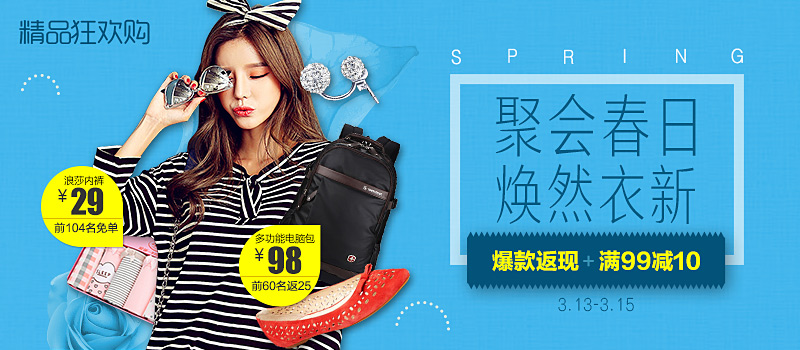 精品狂欢购
SPRING
聚会春日
焕然衣新
爆款返现+满99减10
3.13-3.15
浪莎内裤
¥29
前104名免单
多功能电脑包
¥98
前60名返25